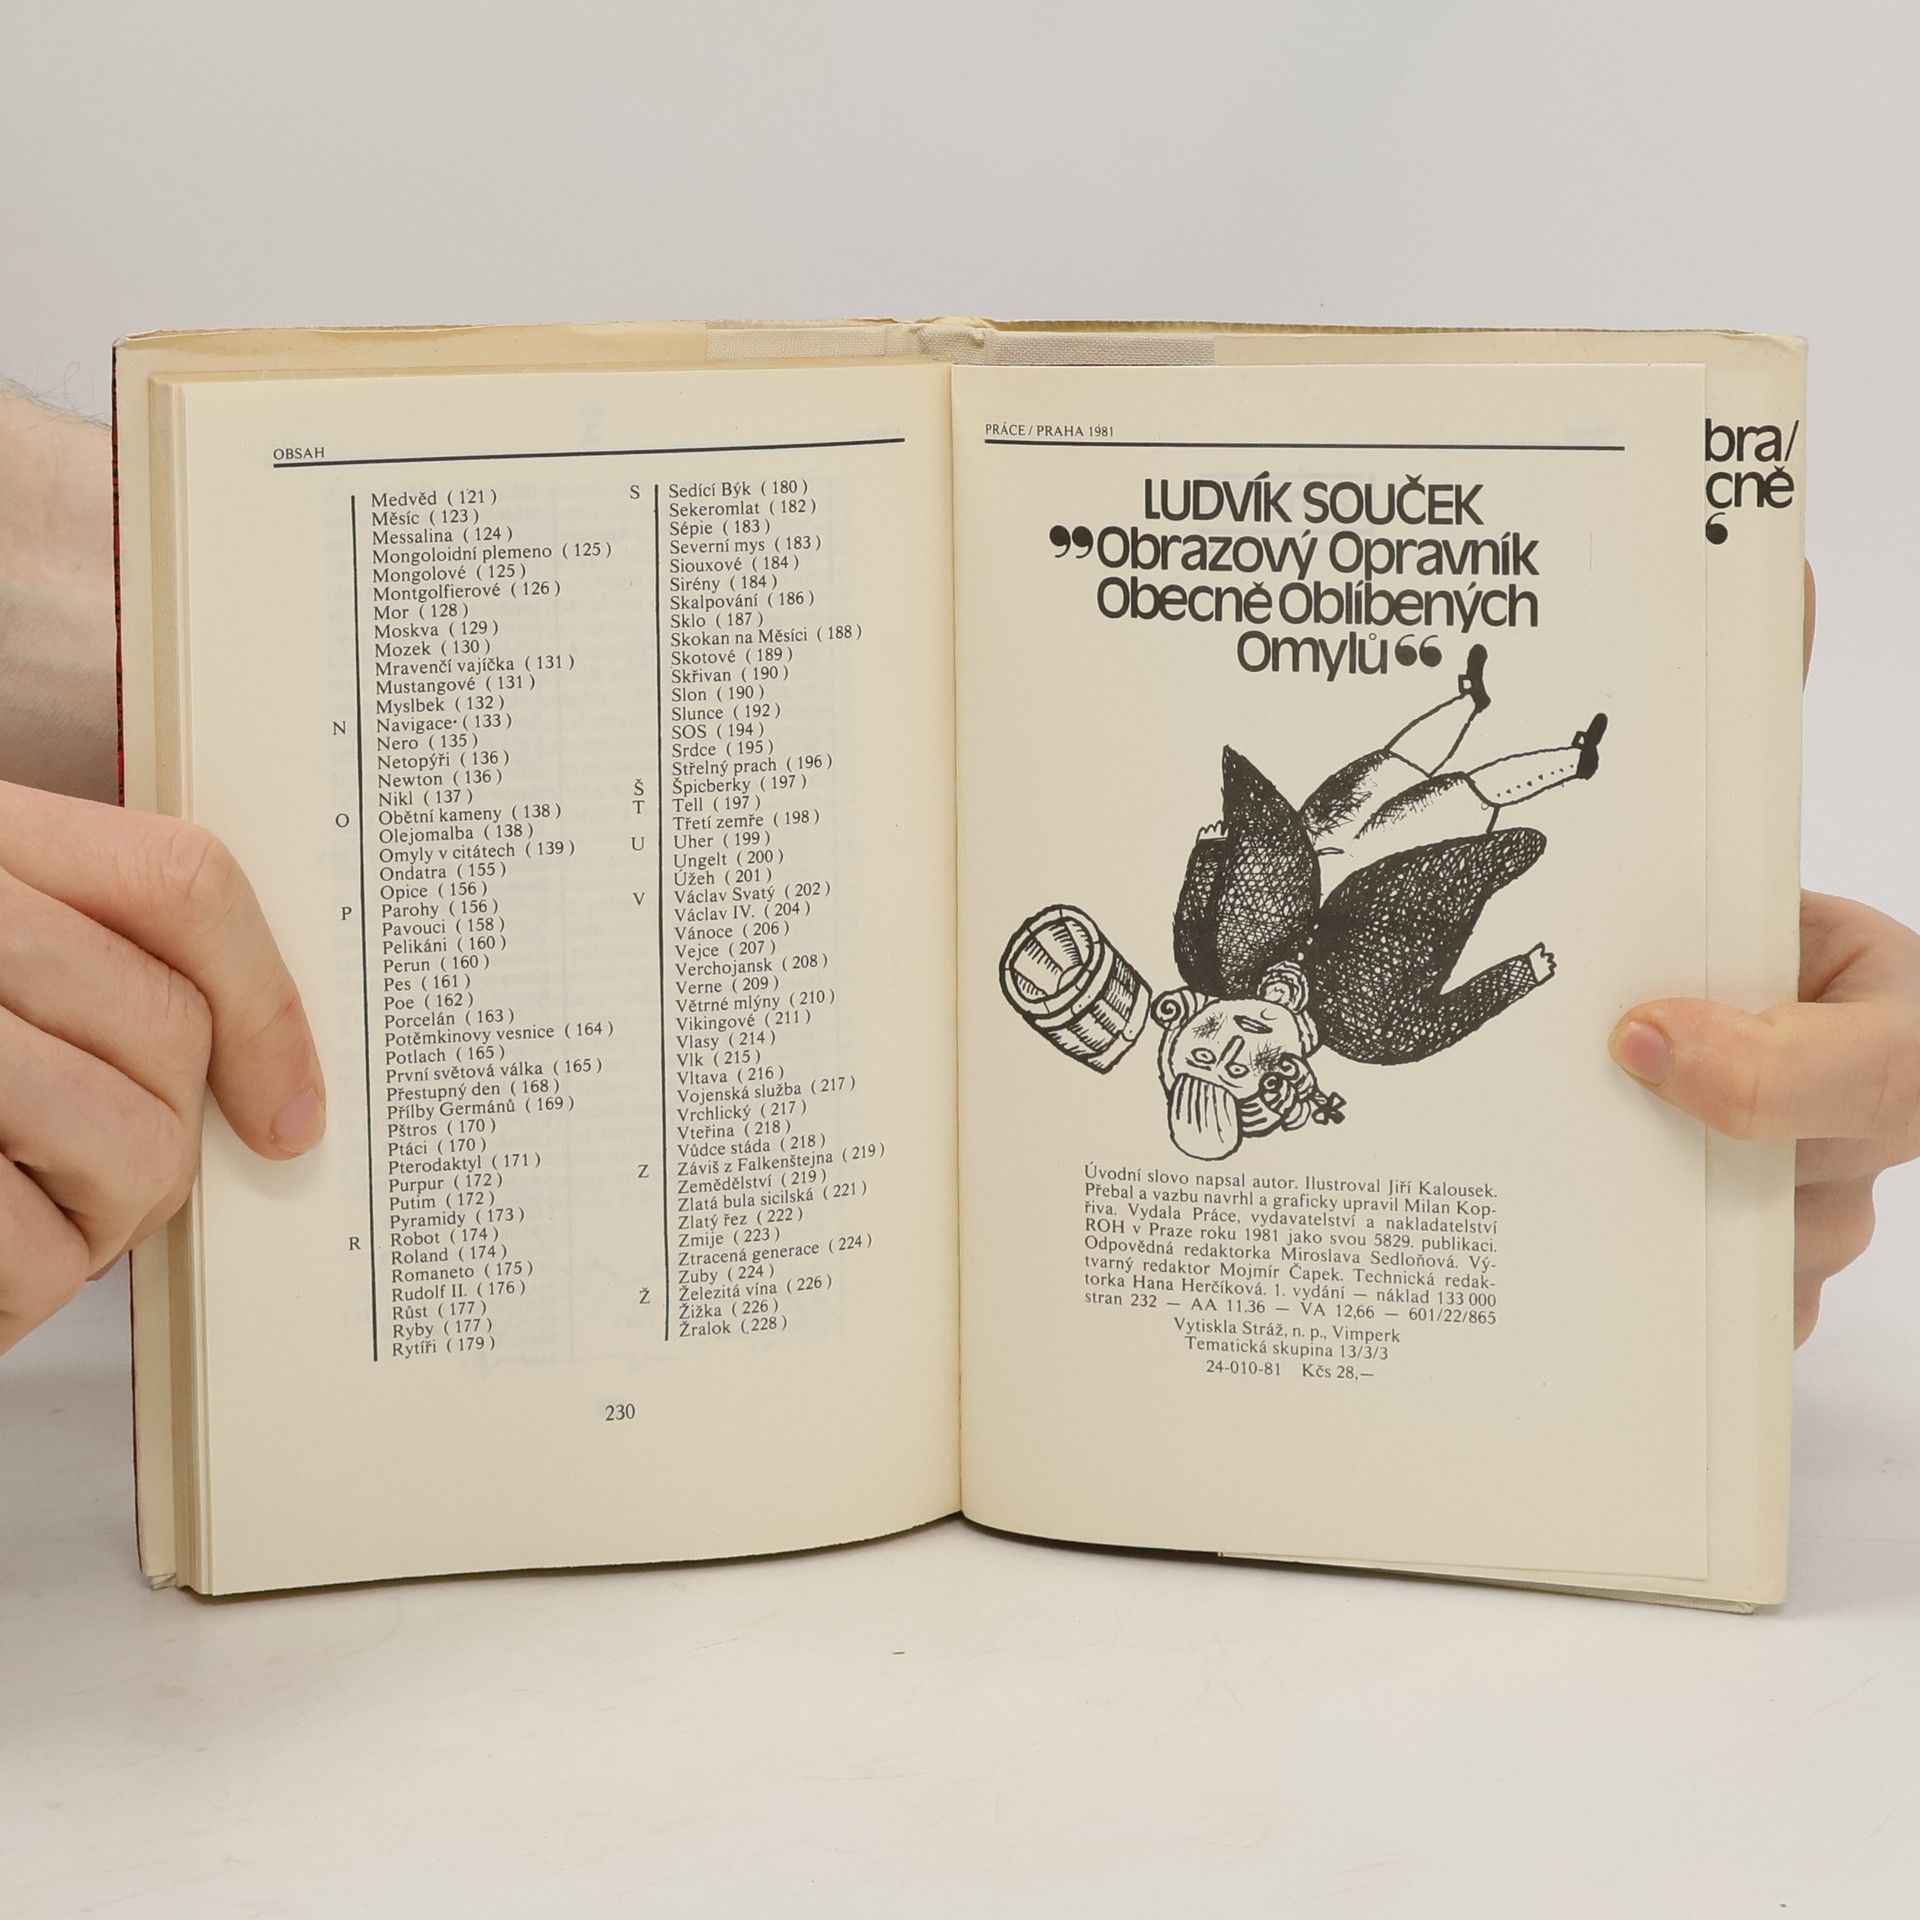 OBSAH
Medvěd (121)
Měsíc (123)
Messalina (124)
Mongoloidní plemeno (125)
Mongolové (125)
Montgolfierové (126)
Mor (128)
Moskva (129)
Mozek (130)
Mravenčí vajíčka (131)
Mustangové (131)
Myslbek (132)
N Navigace (133)
Nero (135)
Netopýři (136)
Newton (136)
Nikl (137)
O Obětní kameny (138)
Olejomalba (138)
Omyly v citátech (139)
Ondatra (155)
Opice (156)
P Parohy (156)
Pavouci (158)
Pelikáni (160)
Perun (160)
Pes (161)
Poe (162)
Porcelán (163)
Potěmkinovy vesnice (164)
Potlach (165)
První světová válka (165)
Přestupný den (168)
Přílby Germánů (169)
Pštros (170)
Ptáci (170)
Pterodaktyl (171)
Purpur (172)
Putim (172)
Pyramidy (173)
R Robot (174)
Roland (174)
Romaneto (175)
Rudolf II. (176)
Růst (177)
Ryby (177)
Rytíři (179)
S Sedící Býk (180)
Sekeromlat (182)
Sépie (183)
Severní mys (183)
Siouxové (184)
Sirény (184)
Skalpování (186)
Sklo (187)
Skokan na Měsíci (188)
Skotové (189)
Skřivan (190)
Slon (190)
Slunce (192)
SOS (194)
Srdce (195)
Střelný prach (196)
Š Špicberky (197)
T Tell (197)
Třetí zemře (198)
U Uher (199)
Ungelt (200)
Úžeh (201)
V Václav Svatý (202)
Václav IV. (204)
Vánoce (206)
Vejce (207)
Verchojansk (208)
Verne (209)
Větrné mlýny (210)
Vikingové (211)
Vlasy (214)
Vlk (215)
Vltava (216)
Vojenská služba (217)
Vrchlický (217)
Vteřina (218)
Vůdce stáda (218)
Z Záviš z Falkenštejna (219)
Zemědělství (219)
Zlatá bula sicilská (221)
Zlatý řez (222)
Zmije (223)
Ztracená generace (224)
Zuby (224)
Ž Železitá vína (226)
Žižka (226)
Žralok (228)
230
PRÁCE / PRAHA 1981
LUDVÍK SOUČEK
„Obrazový Opravník
Obecně Oblíbených
Omylů“
Úvodní slovo napsal autor. Ilustroval Jiří Kalousek.
Přebal a vazbu navrhl a graficky upravil Milan Kop-
řiva. Vydala Práce, vydavatelství a nakladatelství
ROH v Praze roku 1981 jako svou 5829. publikaci.
Odpovědná redaktorka Miroslava Sedloňová. Vý-
tvarný redaktor Mojmír Čapek. Technická redak-
torka Hana Herčíková. 1. vydání — náklad 133 000
stran 232 — AA 11,36 — VA 12,66 — 601/22/865
Vytiskla Stráž, n. p., Vimperk
Tematická skupina 13/3/3
24-010-81 Kčs 28,—
bra/
cně
“